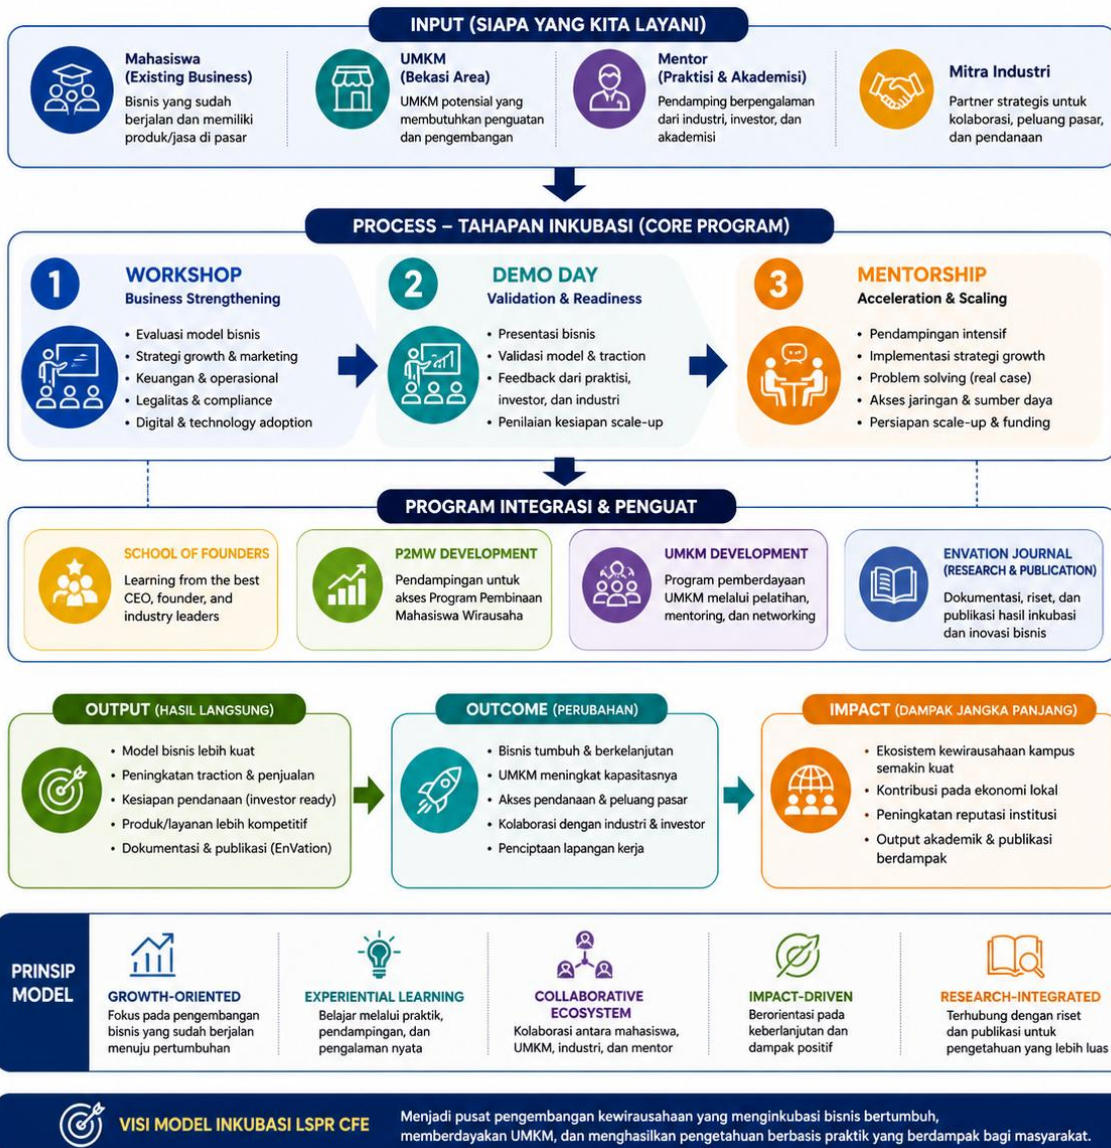 INPUT (SIAPA YANG KITA LAYANI)
Mahasiswa
(Existing Business)
Bisnis yang sudah
berjalan dan memiliki
produk/jasa di pasar
UMKM
(Bekasi Area)
UMKM potensial yang
membutuhkan penguatan
dan pengembangan
Mentor
(Praktisi & Akademisi)
Pendamping berpengalaman
dari industri, investor, dan
akademisi
Mitra Industri
Partner strategis untuk
kolaborasi, peluang pasar,
dan pendanaan
PROCESS – TAHAPAN INKUBASI (CORE PROGRAM)
1
WORKSHOP
Business Strengthening
• Evaluasi model bisnis
• Strategi growth & marketing
• Keuangan & operasional
• Legalitas & compliance
• Digital & technology adoption
2
DEMO DAY
Validation & Readiness
• Presentasi bisnis
• Validasi model & traction
• Feedback dari praktisi,
investor, dan industri
• Penilaian kesiapan scale-up
3
MENTORSHIP
Acceleration & Scaling
• Pendampingan intensif
• Implementasi strategi growth
• Problem solving (real case)
• Akses jaringan & sumber daya
• Persiapan scale-up & funding
PROGRAM INTEGRASI & PENGUAT
SCHOOL OF FOUNDERS
Learning from the best
CEO, founder, and
industry leaders
P2MW DEVELOPMENT
Pendampingan untuk
akses Program Pembinaan
Mahasiswa Wirausaha
UMKM DEVELOPMENT
Program pemberdayaan
UMKM melalui pelatihan,
mentoring, dan networking
ENVATION JOURNAL
(RESEARCH & PUBLICATION)
Dokumentasi, riset, dan
publikasi hasil inkubasi
dan inovasi bisnis
OUTPUT (HASIL LANGSUNG)
• Model bisnis lebih kuat
• Peningkatan traction & penjualan
• Kesiapan pendanaan (investor ready)
• Produk/layanan lebih kompetitif
• Dokumentasi & publikasi (EnVation)
OUTCOME (PERUBAHAN)
• Bisnis tumbuh & berkelanjutan
• UMKM meningkat kapasitasnya
• Akses pendanaan & peluang pasar
• Kolaborasi dengan industri & investor
• Penciptaan lapangan kerja
IMPACT (DAMPAK JANGKA PANJANG)
• Ekosistem kewirausahaan kampus
semakin kuat
• Kontribusi pada ekonomi lokal
• Peningkatan reputasi institusi
• Output akademik & publikasi
berdampak
PRINSIP
MODEL
GROWTH-ORIENTED
Fokus pada pengembangan
bisnis yang sudah berjalan
menuju pertumbuhan
EXPERIENTIAL LEARNING
Belajar melalui praktik,
pendampingan, dan
pengalaman nyata
COLLABORATIVE
ECOSYSTEM
Kolaborasi antara mahasiswa,
UMKM, industri, dan mentor
IMPACT-DRIVEN
Berorientasi pada
keberlanjutan dan
dampak positif
RESEARCH-INTEGRATED
Terhubung dengan riset
dan publikasi untuk
pengetahuan yang lebih luas
VISI MODEL INKUBASI LSPR CFE
Menjadi pusat pengembangan kewirausahaan yang menginkubasi bisnis bertumbuh,
memberdayakan UMKM, dan menghasilkan pengetahuan berbasis praktik yang berdampak bagi masyarakat.